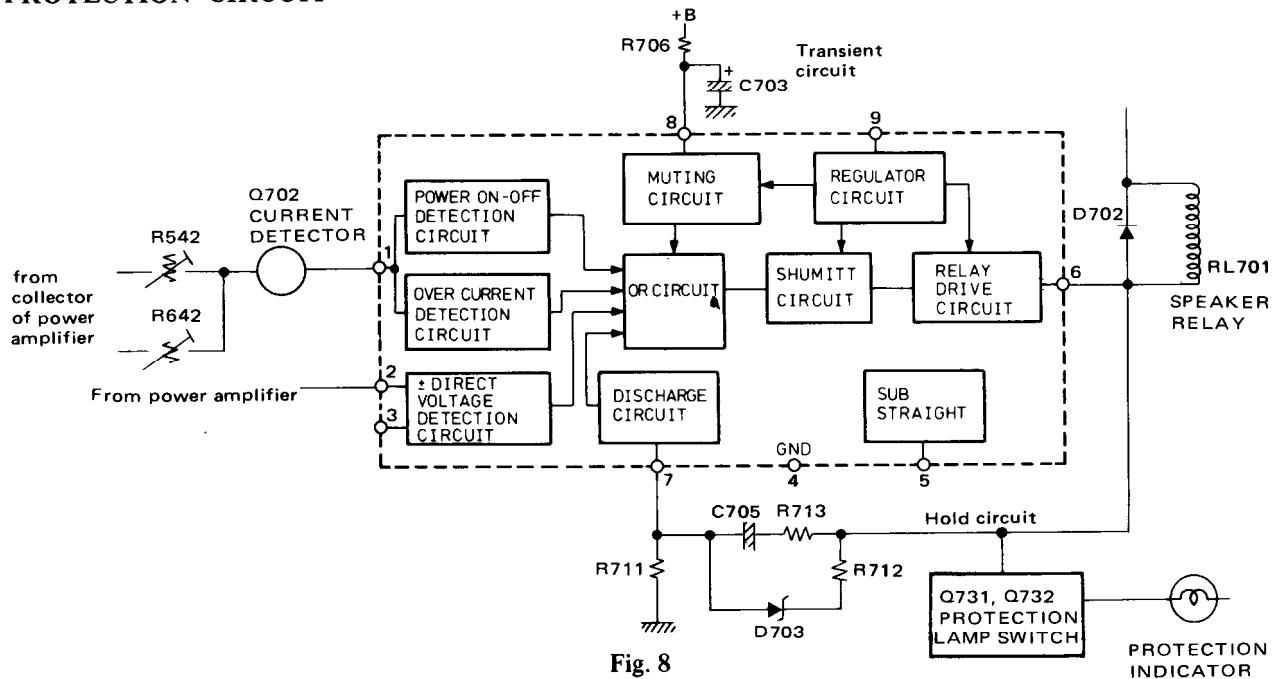 PROTECTION CIRCUIT
+B
R706
Transient
circuit
+
C703
8
9
MUTING
CIRCUIT
REGULATOR
CIRCUIT
Q702
CURRENT
DETECTOR
POWER ON-OFF
DETECTION
CIRCUIT
D702
R542
1
from
collector
of power
amplifier
OVER CURRENT
DETECTION
CIRCUIT
OR CIRCUIT
SHUMITT
CIRCUIT
RELAY
DRIVE
CIRCUIT
6
RL701
SPEAKER
RELAY
R642
2
From power amplifier
± DIRECT
VOLTAGE
DETECTION
CIRCUIT
3
DISCHARGE
CIRCUIT
SUB
STRAIGHT
GND
7
4
5
C705
R713
Hold circuit
R711
R712
D703
Q731, Q732
PROTECTION
LAMP SWITCH
PROTECTION
INDICATOR
Fig. 8